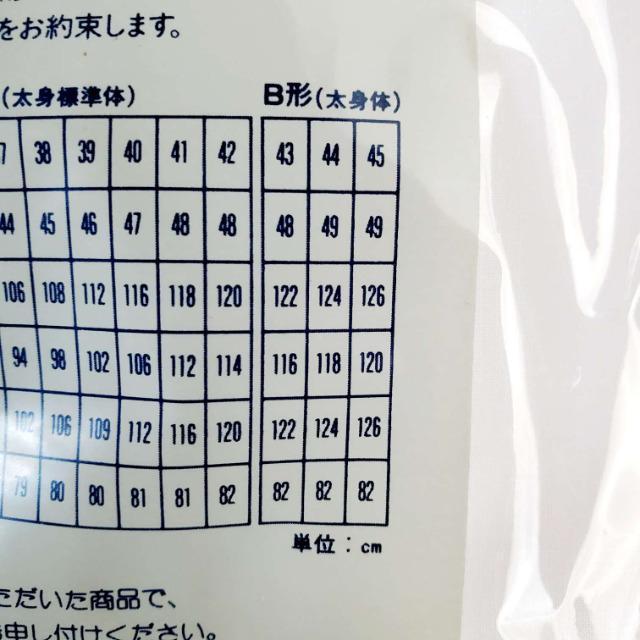 をお約束します。
(太身標準体) B形(太身体)
7 38 39 40 41 42 43 44 45
44 45 46 47 48 48 48 49 49
106 108 112 116 118 120 122 124 126
94 98 102 106 112 114 116 118 120
102 106 109 112 116 120 122 124 126
79 80 80 81 81 82 82 82 82
単位：cm
ただいた商品で、
申し付けください。